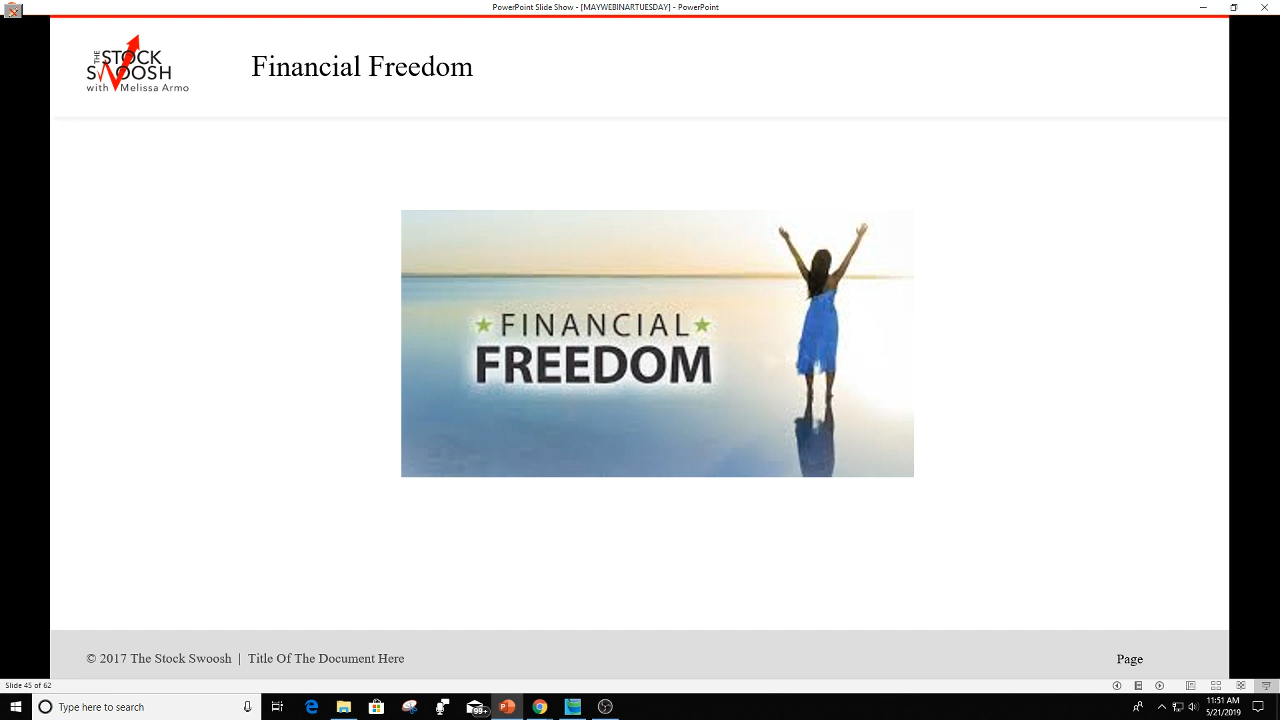 PowerPoint Slide Show - [MAYWEBINARTUESDAY] - PowerPoint
THE STOCK
SWOOSH
with Melissa Armo
Financial Freedom
FINANCIAL
FREEDOM
© 2017 The Stock Swoosh | Title Of The Document Here
Page
Slide 45 of 62
Type here to search
99+
11:51 AM
5/21/2019